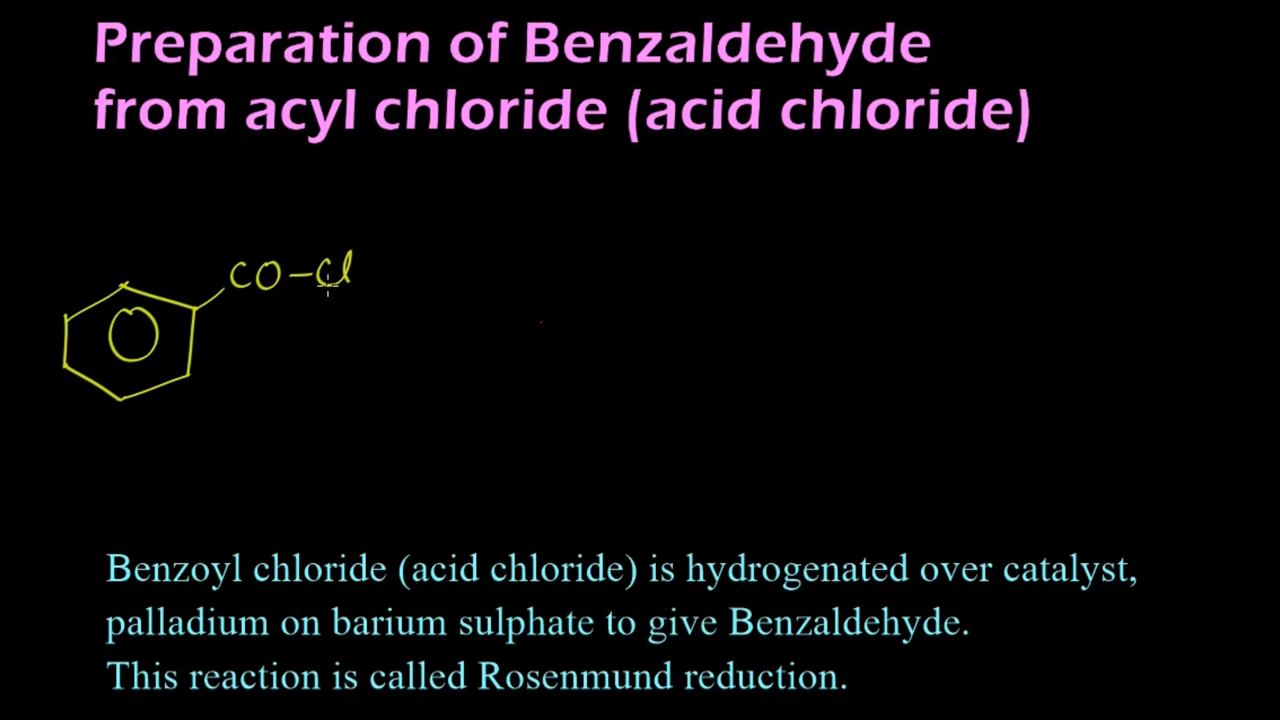 Preparation of Benzaldehyde
from acyl chloride (acid chloride)
CO-Cl
Benzoyl chloride (acid chloride) is hydrogenated over catalyst,
palladium on barium sulphate to give Benzaldehyde.
This reaction is called Rosenmund reduction.